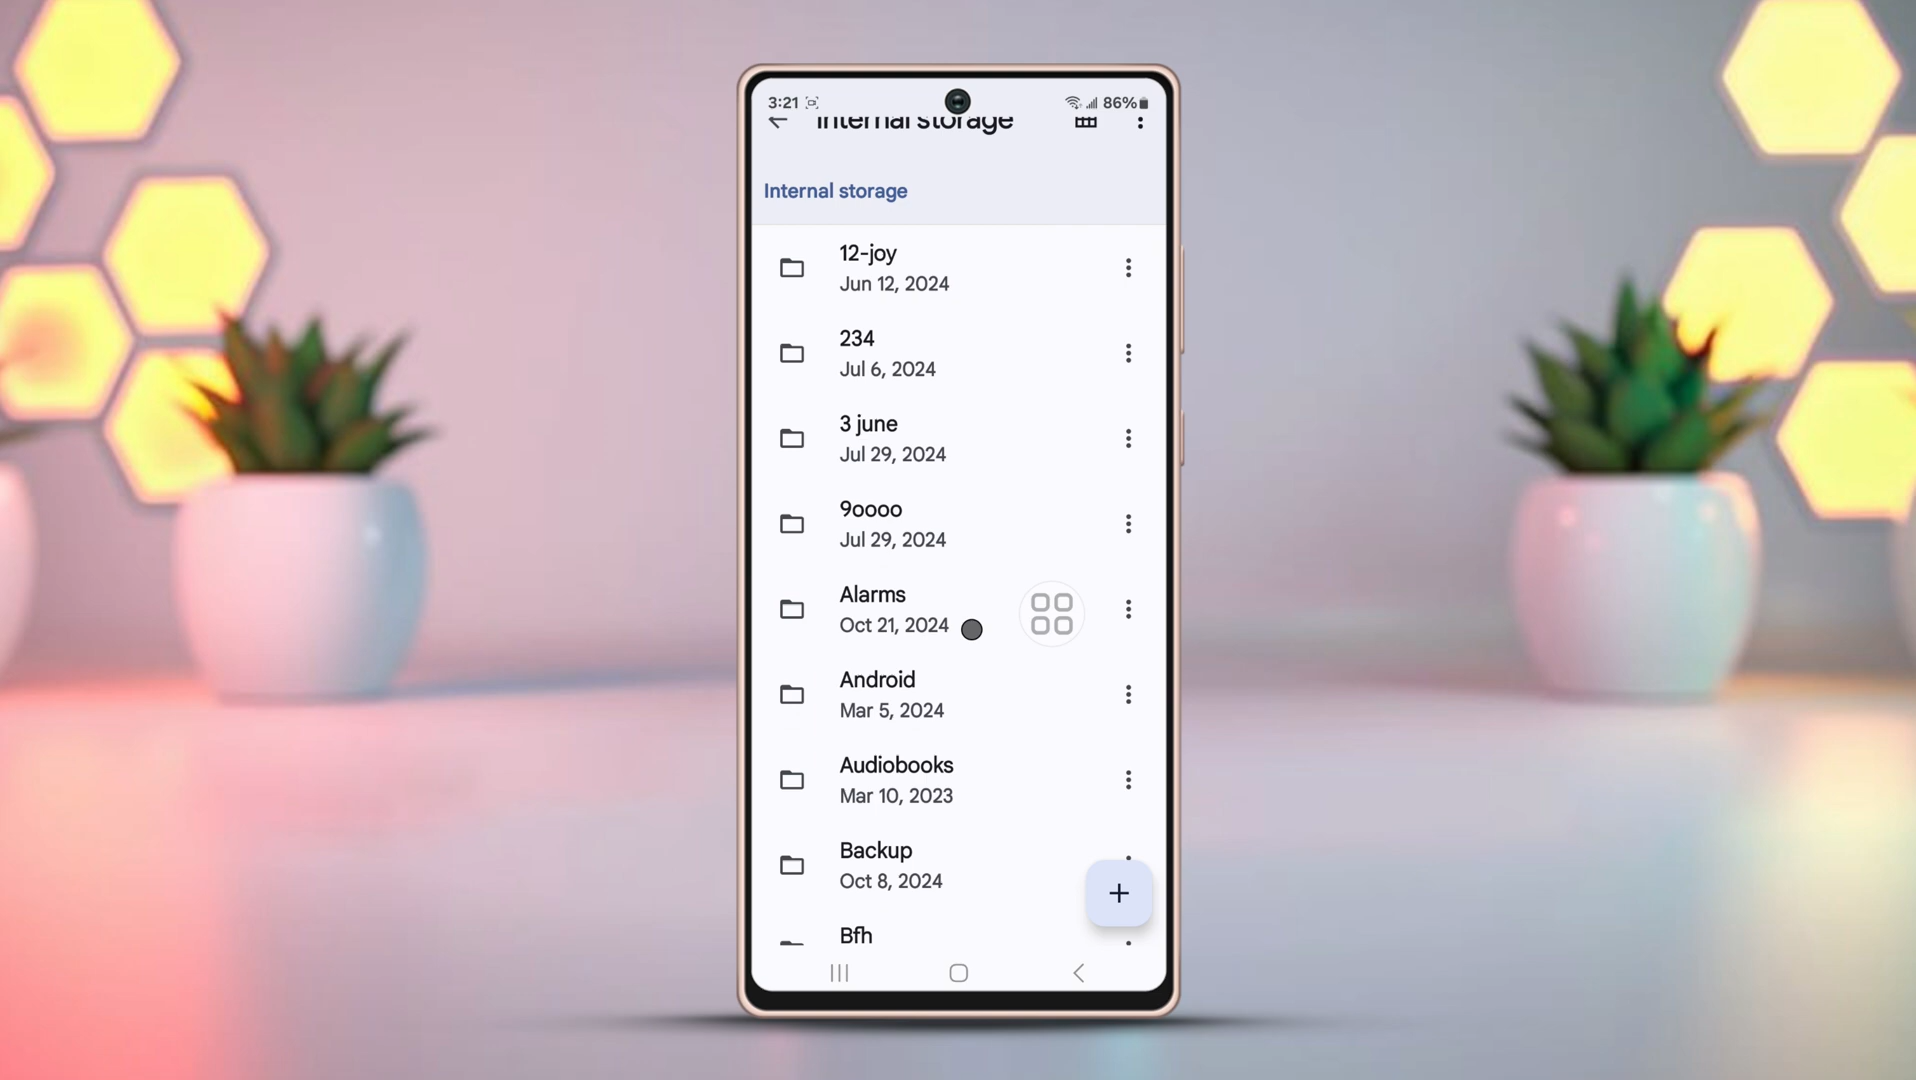 3:21
86%
Internal storage
Internal storage
12-joy
Jun 12, 2024
234
Jul 6, 2024
3 june
Jul 29, 2024
9oooo
Jul 29, 2024
Alarms
Oct 21, 2024
Android
Mar 5, 2024
Audiobooks
Mar 10, 2023
Backup
Oct 8, 2024
Bfh